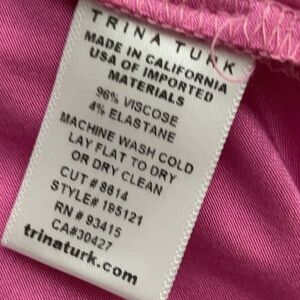 TRINA TURK
MADE IN CALIFORNIA
USA OF IMPORTED
MATERIALS
96% VISCOSE
4% ELASTANE
MACHINE WASH COLD
LAY FLAT TO DRY
OR DRY CLEAN
CUT # 8614
STYLE# 195121
RN # 93415
CA#30427
trinaturk.com